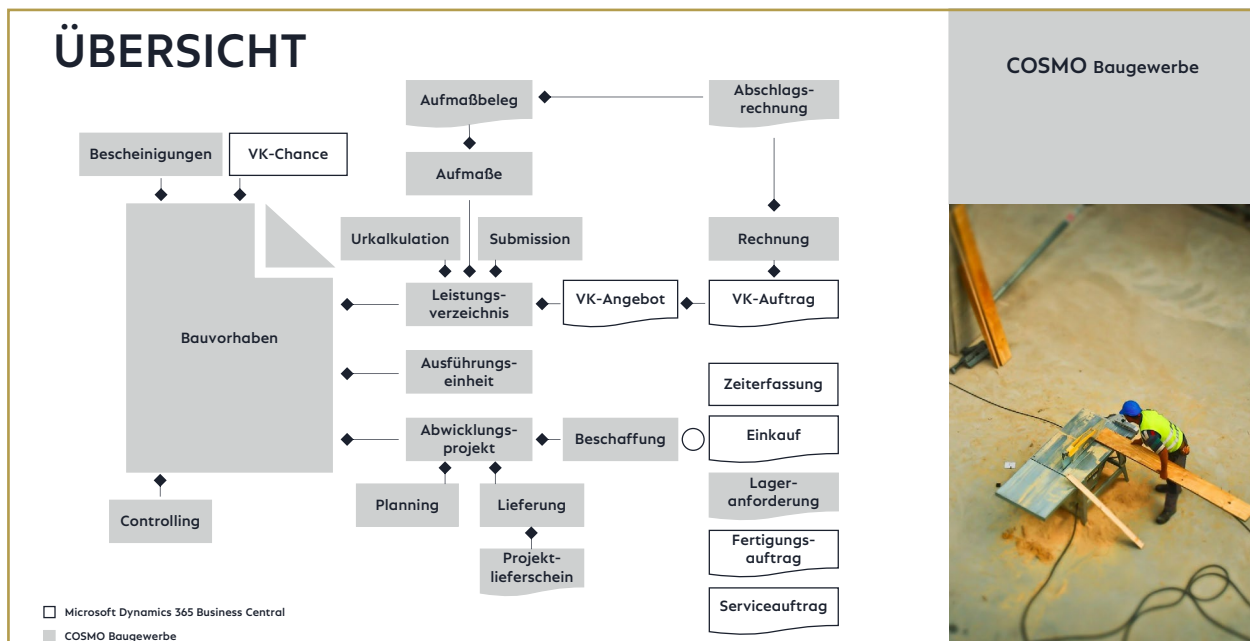 ÜBERSICHT
COSMO Baugewerbe
Aufmaßbeleg
Abschlags-
rechnung
Bescheinigungen
VK-Chance
Aufmaße
Urkalkulation
Submission
Rechnung
Leistungs-
verzeichnis
VK-Angebot
VK-Auftrag
Bauvorhaben
Ausführungs-
einheit
Zeiterfassung
Abwicklungs-
projekt
Beschaffung
Einkauf
Planning
Lieferung
Lager-
anforderung
Controlling
Projekt-
lieferschein
Fertigungs-
auftrag
Serviceauftrag
Microsoft Dynamics 365 Business Central
COSMO Baugewerbe